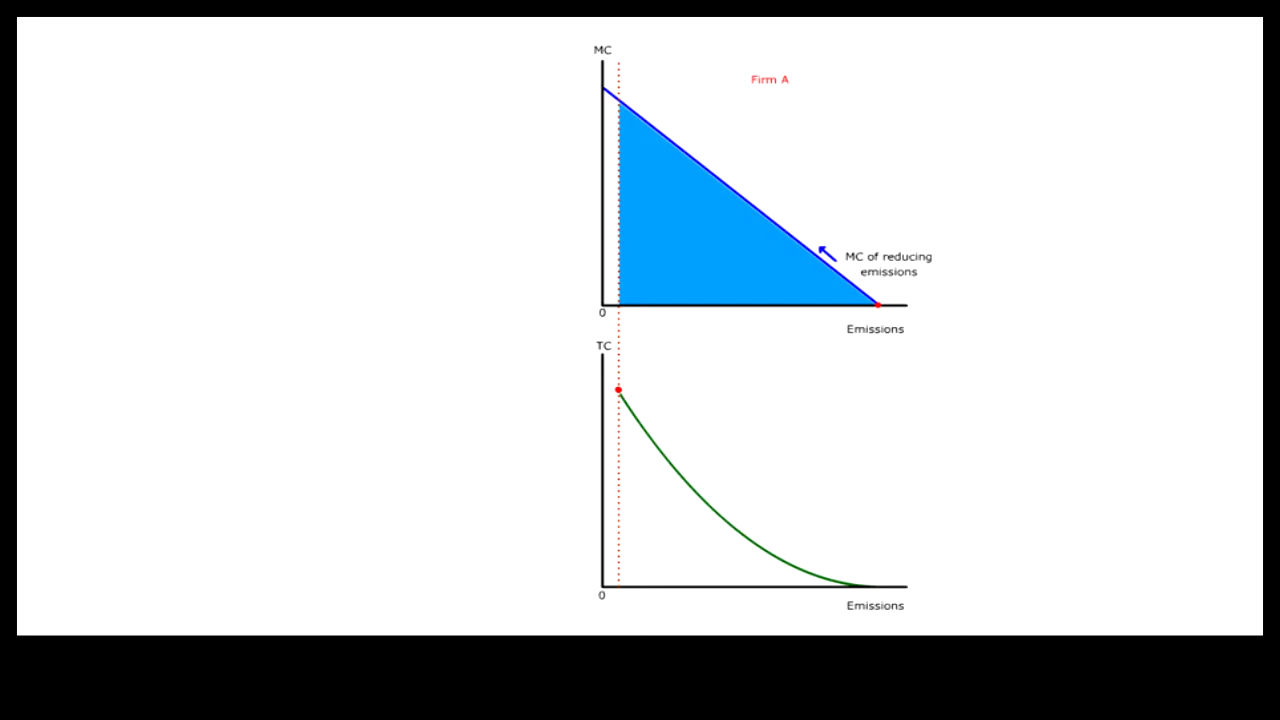 MC
Firm A
MC of reducing
emissions
0
Emissions
TC
0
Emissions